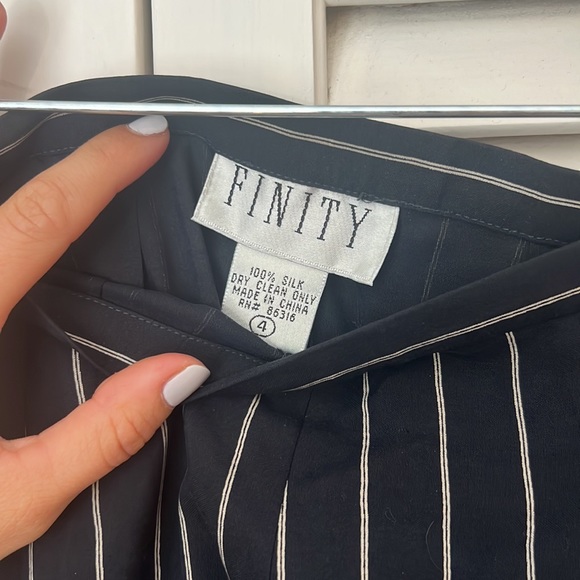 FINITY
100% SILK
DRY CLEAN ONLY
MADE IN CHINA
RN# 86316
4